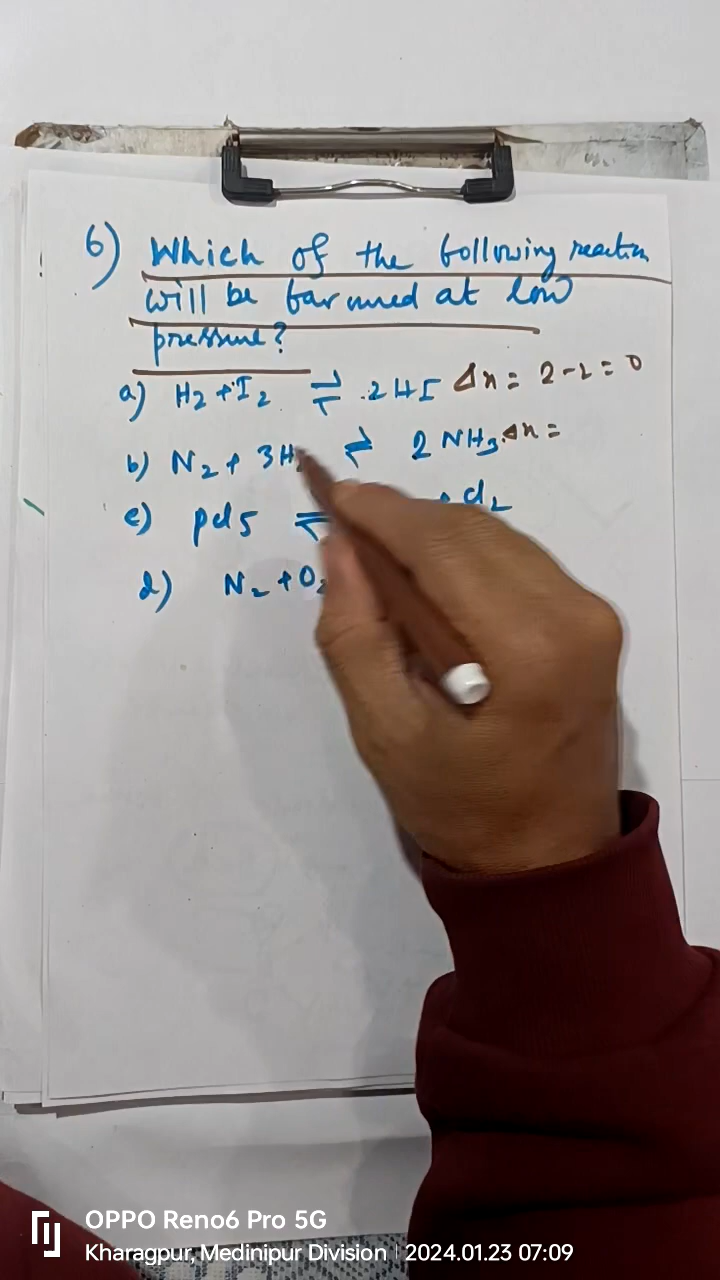 6) Which of the following reaction
will be favoured at low
pressure?
a) H2 + I2 ⇌ 2HI Δn = 2-2 = 0
b) N2 + 3H2 ⇌ 2NH3 Δn =
c) pcl5 ⇌ + cl2
d) N2 + O2
OPPO Reno6 Pro 5G
Kharagpur, Medinipur Division | 2024.01.23 07:09